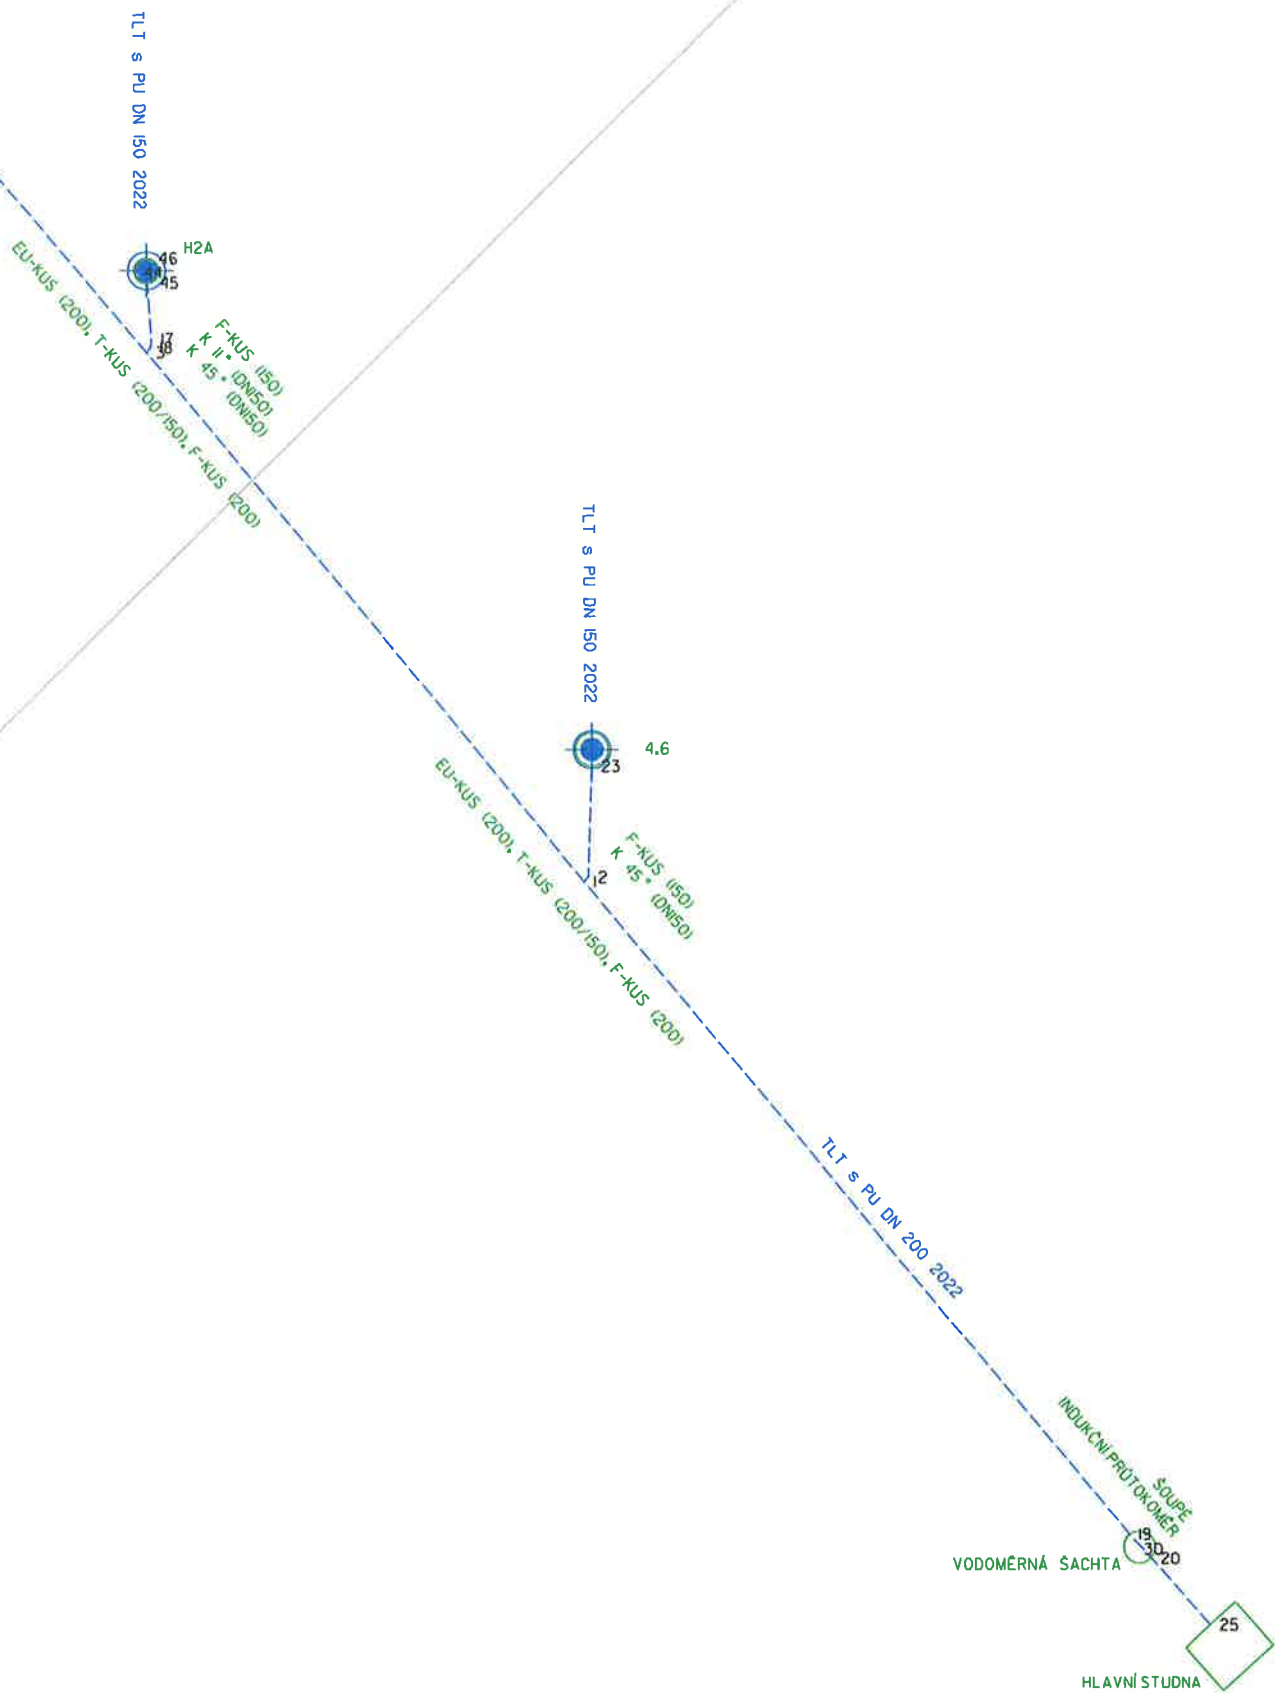 TLT s PU DN 150 2022
46
H2A
44
45
17
18
3
F-KUS (150)
K 11° (DN150)
K 45° (DN150)
EU-KUS (200), T-KUS (200/150), F-KUS (200)
TLT s PU DN 150 2022
4.6
23
F-KUS (150)
K 45° (DN150)
12
EU-KUS (200), T-KUS (200/150), F-KUS (200)
TLT s PU DN 200 2022
ŠOUPĚ
INDUKČNÍ PRŮTOKOMĚR
19
30
20
VODOMĚRNÁ ŠACHTA
25
HLAVNÍ STUDNA